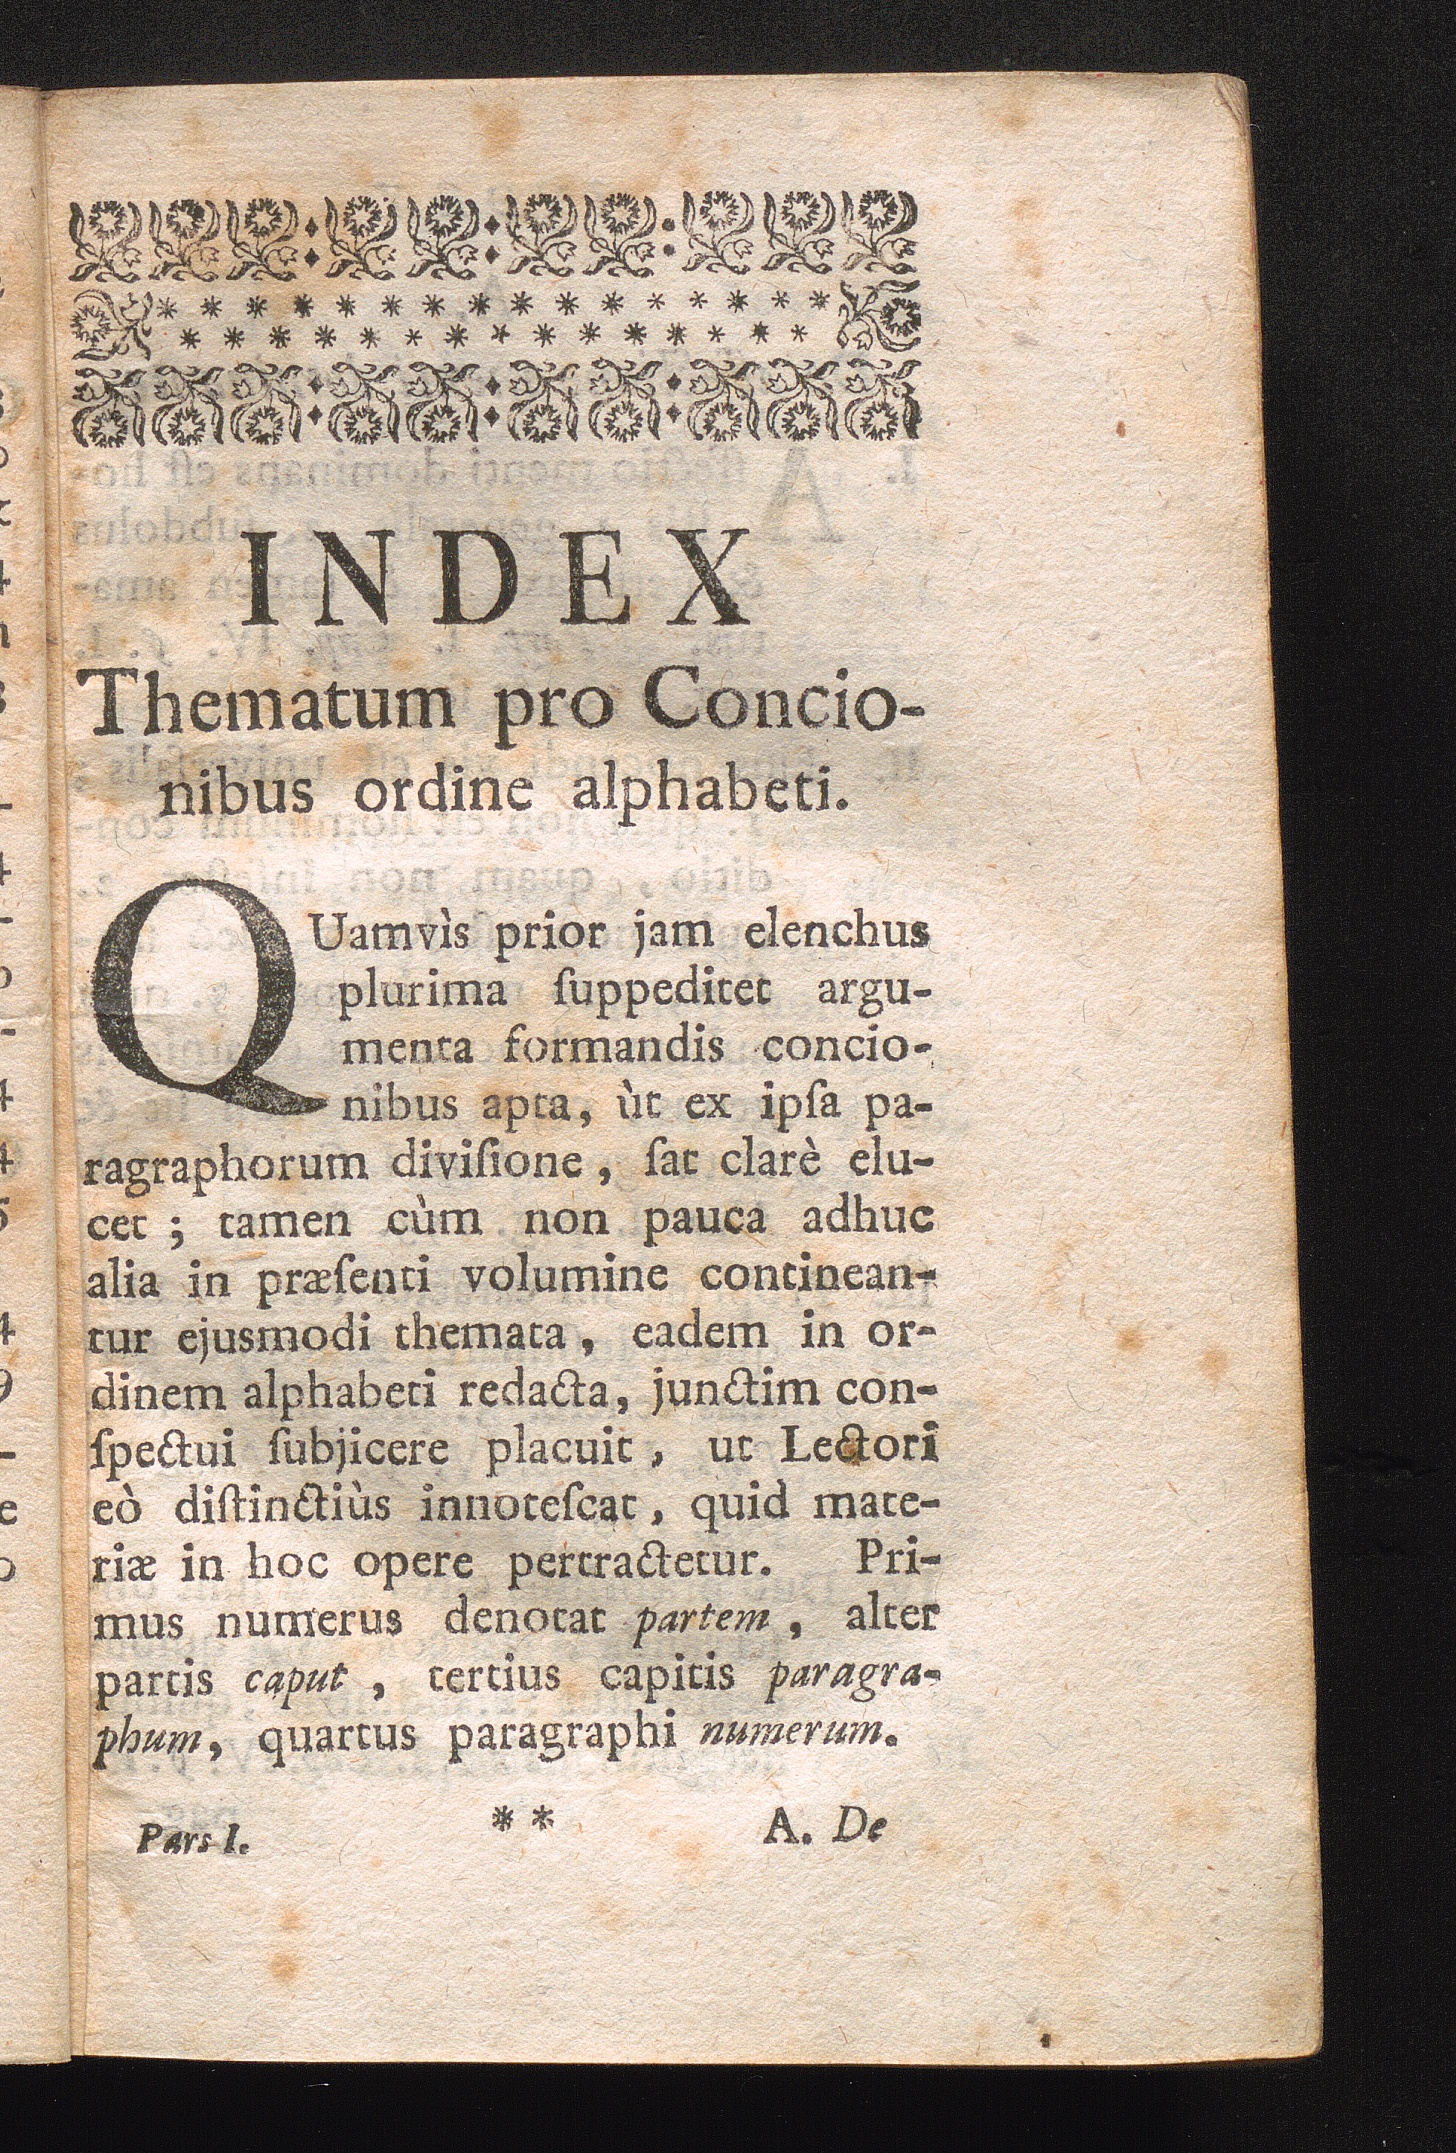 INDEX
Thematum pro Concio-
nibus ordine alphabeti.
QUamvìs prior jam elenchus
plurima ſuppeditet argu-
menta formandis concio-
nibus apta, ùt ex ipſa pa-
ragraphorum diviſione, ſat clarè elu-
cet; tamen cùm non pauca adhuc
alia in præſenti volumine continean-
tur ejusmodi themata, eadem in or-
dinem alphabeti redacta, junctim con-
ſpectui ſubjicere placuit, ut Lectori
eò diſtinctiùs innoteſcat, quid mate-
riæ in hoc opere pertractetur. Pri-
mus numerus denotat partem, alter
partis caput, tertius capitis paragra-
phum, quartus paragraphi numerum.
Pars I. ** A. De